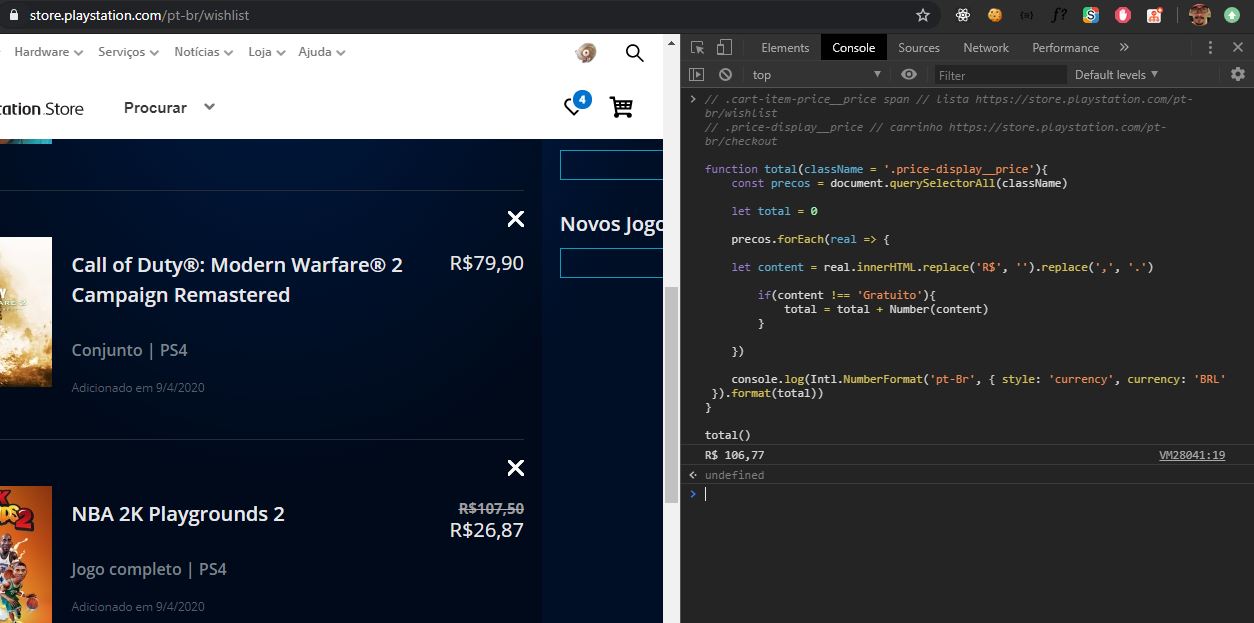 store.playstation.com/pt-br/wishlist
Hardware Serviços Notícias Loja Ajuda
tation.Store Procurar 4
Novos Jogo
Call of Duty®: Modern Warfare® 2 R$79,90
Campaign Remastered
Conjunto | PS4
Adicionado em 9/4/2020
R$107,50
NBA 2K Playgrounds 2 R$26,87
Jogo completo | PS4
Adicionado em 9/4/2020
Elements Console Sources Network Performance »
top Filter Default levels
// .cart-item-price__price span // lista https://store.playstation.com/pt-
br/wishlist
// .price-display__price // carrinho https://store.playstation.com/pt-
br/checkout
function total(className = '.price-display__price'){
const precos = document.querySelectorAll(className)
let total = 0
precos.forEach(real => {
let content = real.innerHTML.replace('R$', '').replace(',', '.')
if(content !== 'Gratuito'){
total = total + Number(content)
}
})
console.log(Intl.NumberFormat('pt-Br', { style: 'currency', currency: 'BRL'
}).format(total))
}
total()
R$ 106,77 VM28041:19
undefined